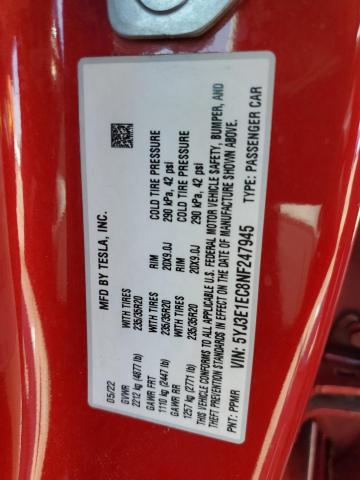 MFD BY TESLA, INC.
05/22
GVWR
2212 kg (4877 lb)
GAWR FRT WITH TIRES RIM COLD TIRE PRESSURE
1110 kg (2447 lb) 235/35R20 20X9.0J 290 kPa, 42 psi
GAWR RR WITH TIRES RIM COLD TIRE PRESSURE
1257 kg (2771 lb) 235/35R20 20X9.0J 290 kPa, 42 psi
THIS VEHICLE CONFORMS TO ALL APPLICABLE U.S. FEDERAL MOTOR VEHICLE SAFETY, BUMPER, AND
THEFT PREVENTION STANDARDS IN EFFECT ON THE DATE OF MANUFACTURE SHOWN ABOVE.
VIN: 5YJ3E1EC8NF247945
PNT: PPMR TYPE: PASSENGER CAR